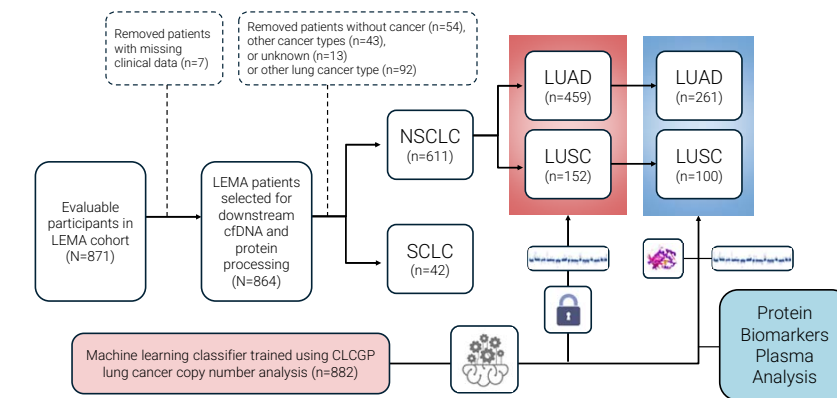 Removed patients
with missing
clinical data (n=7)
Removed patients without cancer (n=54),
other cancer types (n=43),
or unknown (n=13)
or other lung cancer type (n=92)
Evaluable
participants in
LEMA cohort
(N=871)
LEMA patients
selected for
downstream
cfDNA and
protein
processing
(N=864)
NSCLC
(n=611)
SCLC
(n=42)
LUAD
(n=459)
LUSC
(n=152)
LUAD
(n=261)
LUSC
(n=100)
Machine learning classifier trained using CLCGP
lung cancer copy number analysis (n=882)
Protein
Biomarkers
Plasma
Analysis